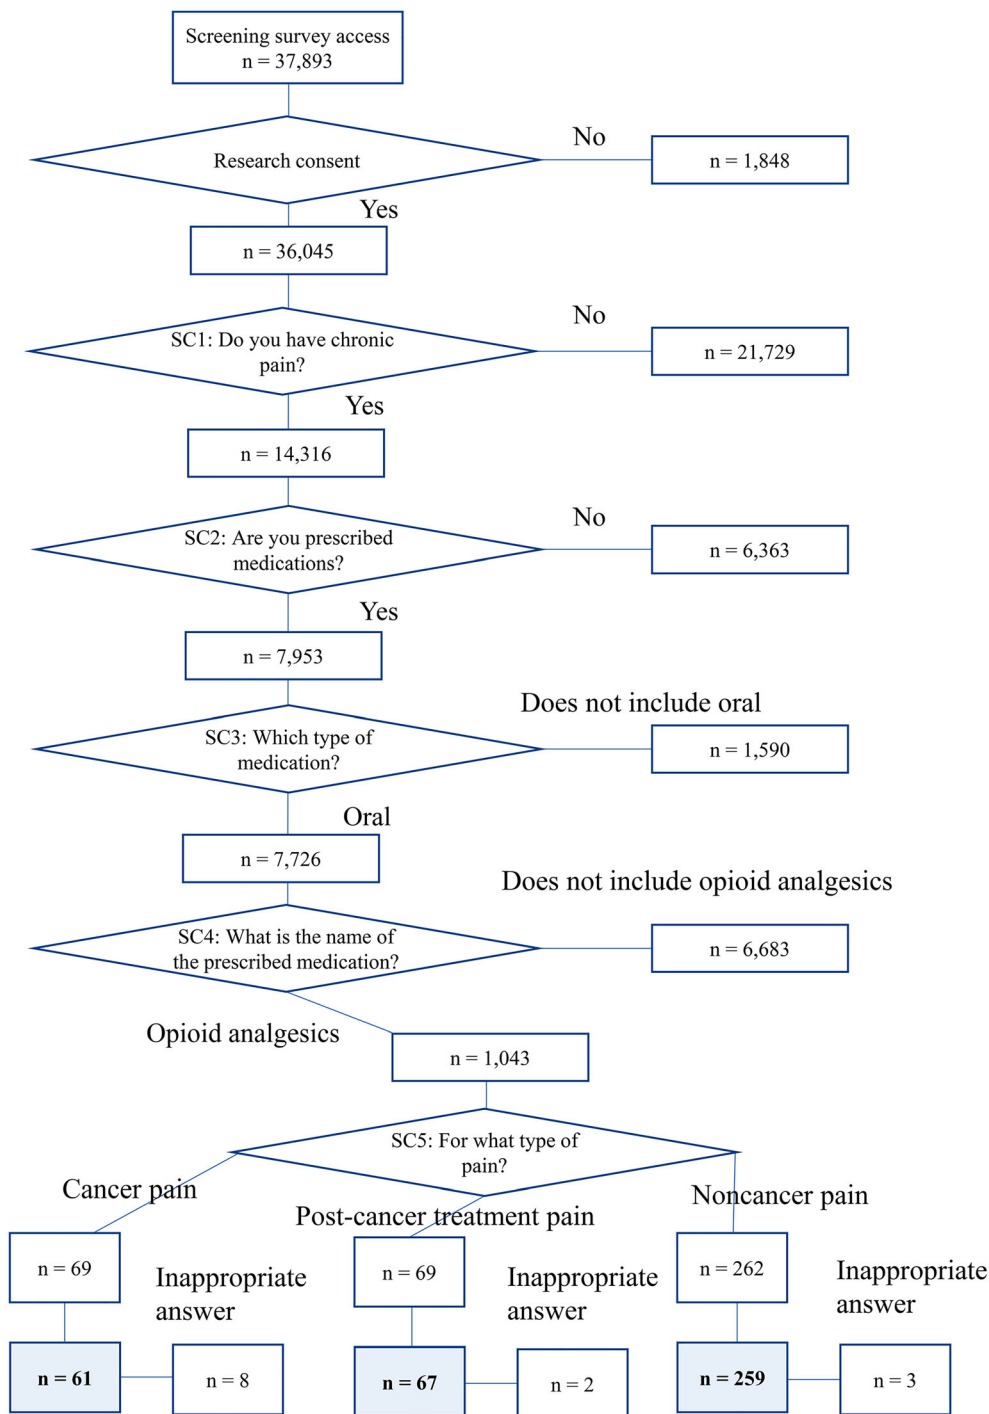 Screening survey access
n = 37,893
Research consent
No
n = 1,848
Yes
n = 36,045
SC1: Do you have chronic
pain?
No
n = 21,729
Yes
n = 14,316
SC2: Are you prescribed
medications?
No
n = 6,363
Yes
n = 7,953
SC3: Which type of
medication?
Does not include oral
n = 1,590
Oral
n = 7,726
SC4: What is the name of
the prescribed medication?
Does not include opioid analgesics
n = 6,683
Opioid analgesics
n = 1,043
SC5: For what type of
pain?
Cancer pain
Post-cancer treatment pain
Noncancer pain
n = 69
Inappropriate
answer
n = 69
Inappropriate
answer
n = 262
Inappropriate
answer
n = 61
n = 8
n = 67
n = 2
n = 259
n = 3